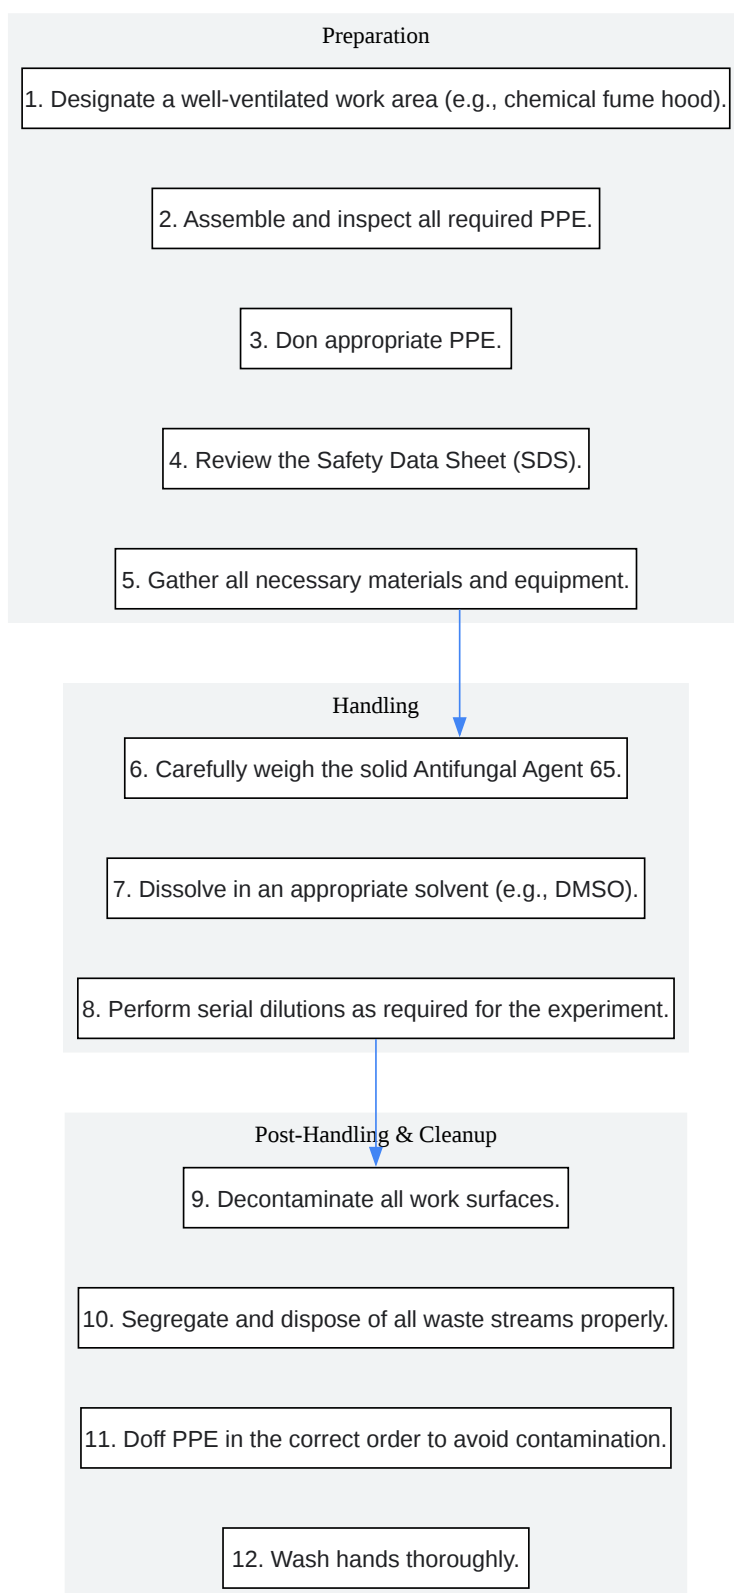 Preparation
1. Designate a well-ventilated work area (e.g., chemical fume hood).
2. Assemble and inspect all required PPE.
3. Don appropriate PPE.
4. Review the Safety Data Sheet (SDS).
5. Gather all necessary materials and equipment.
Handling
6. Carefully weigh the solid Antifungal Agent 65.
7. Dissolve in an appropriate solvent (e.g., DMSO).
8. Perform serial dilutions as required for the experiment.
Post-Handling & Cleanup
9. Decontaminate all work surfaces.
10. Segregate and dispose of all waste streams properly.
11. Doff PPE in the correct order to avoid contamination.
12. Wash hands thoroughly.